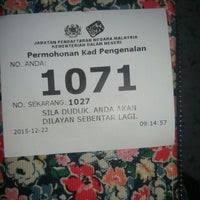 JABATAN PENDAFTARAN NEGARA MALAYSIA
KEMENTERIAN DALAM NEGERI
Permohonan Kad Pengenalan
NO. ANDA:
1071
NO. SEKARANG: 1027
SILA DUDUK. ANDA AKAN
DILAYAN SEBENTAR LAGI.
2015-12-22 09:14:57